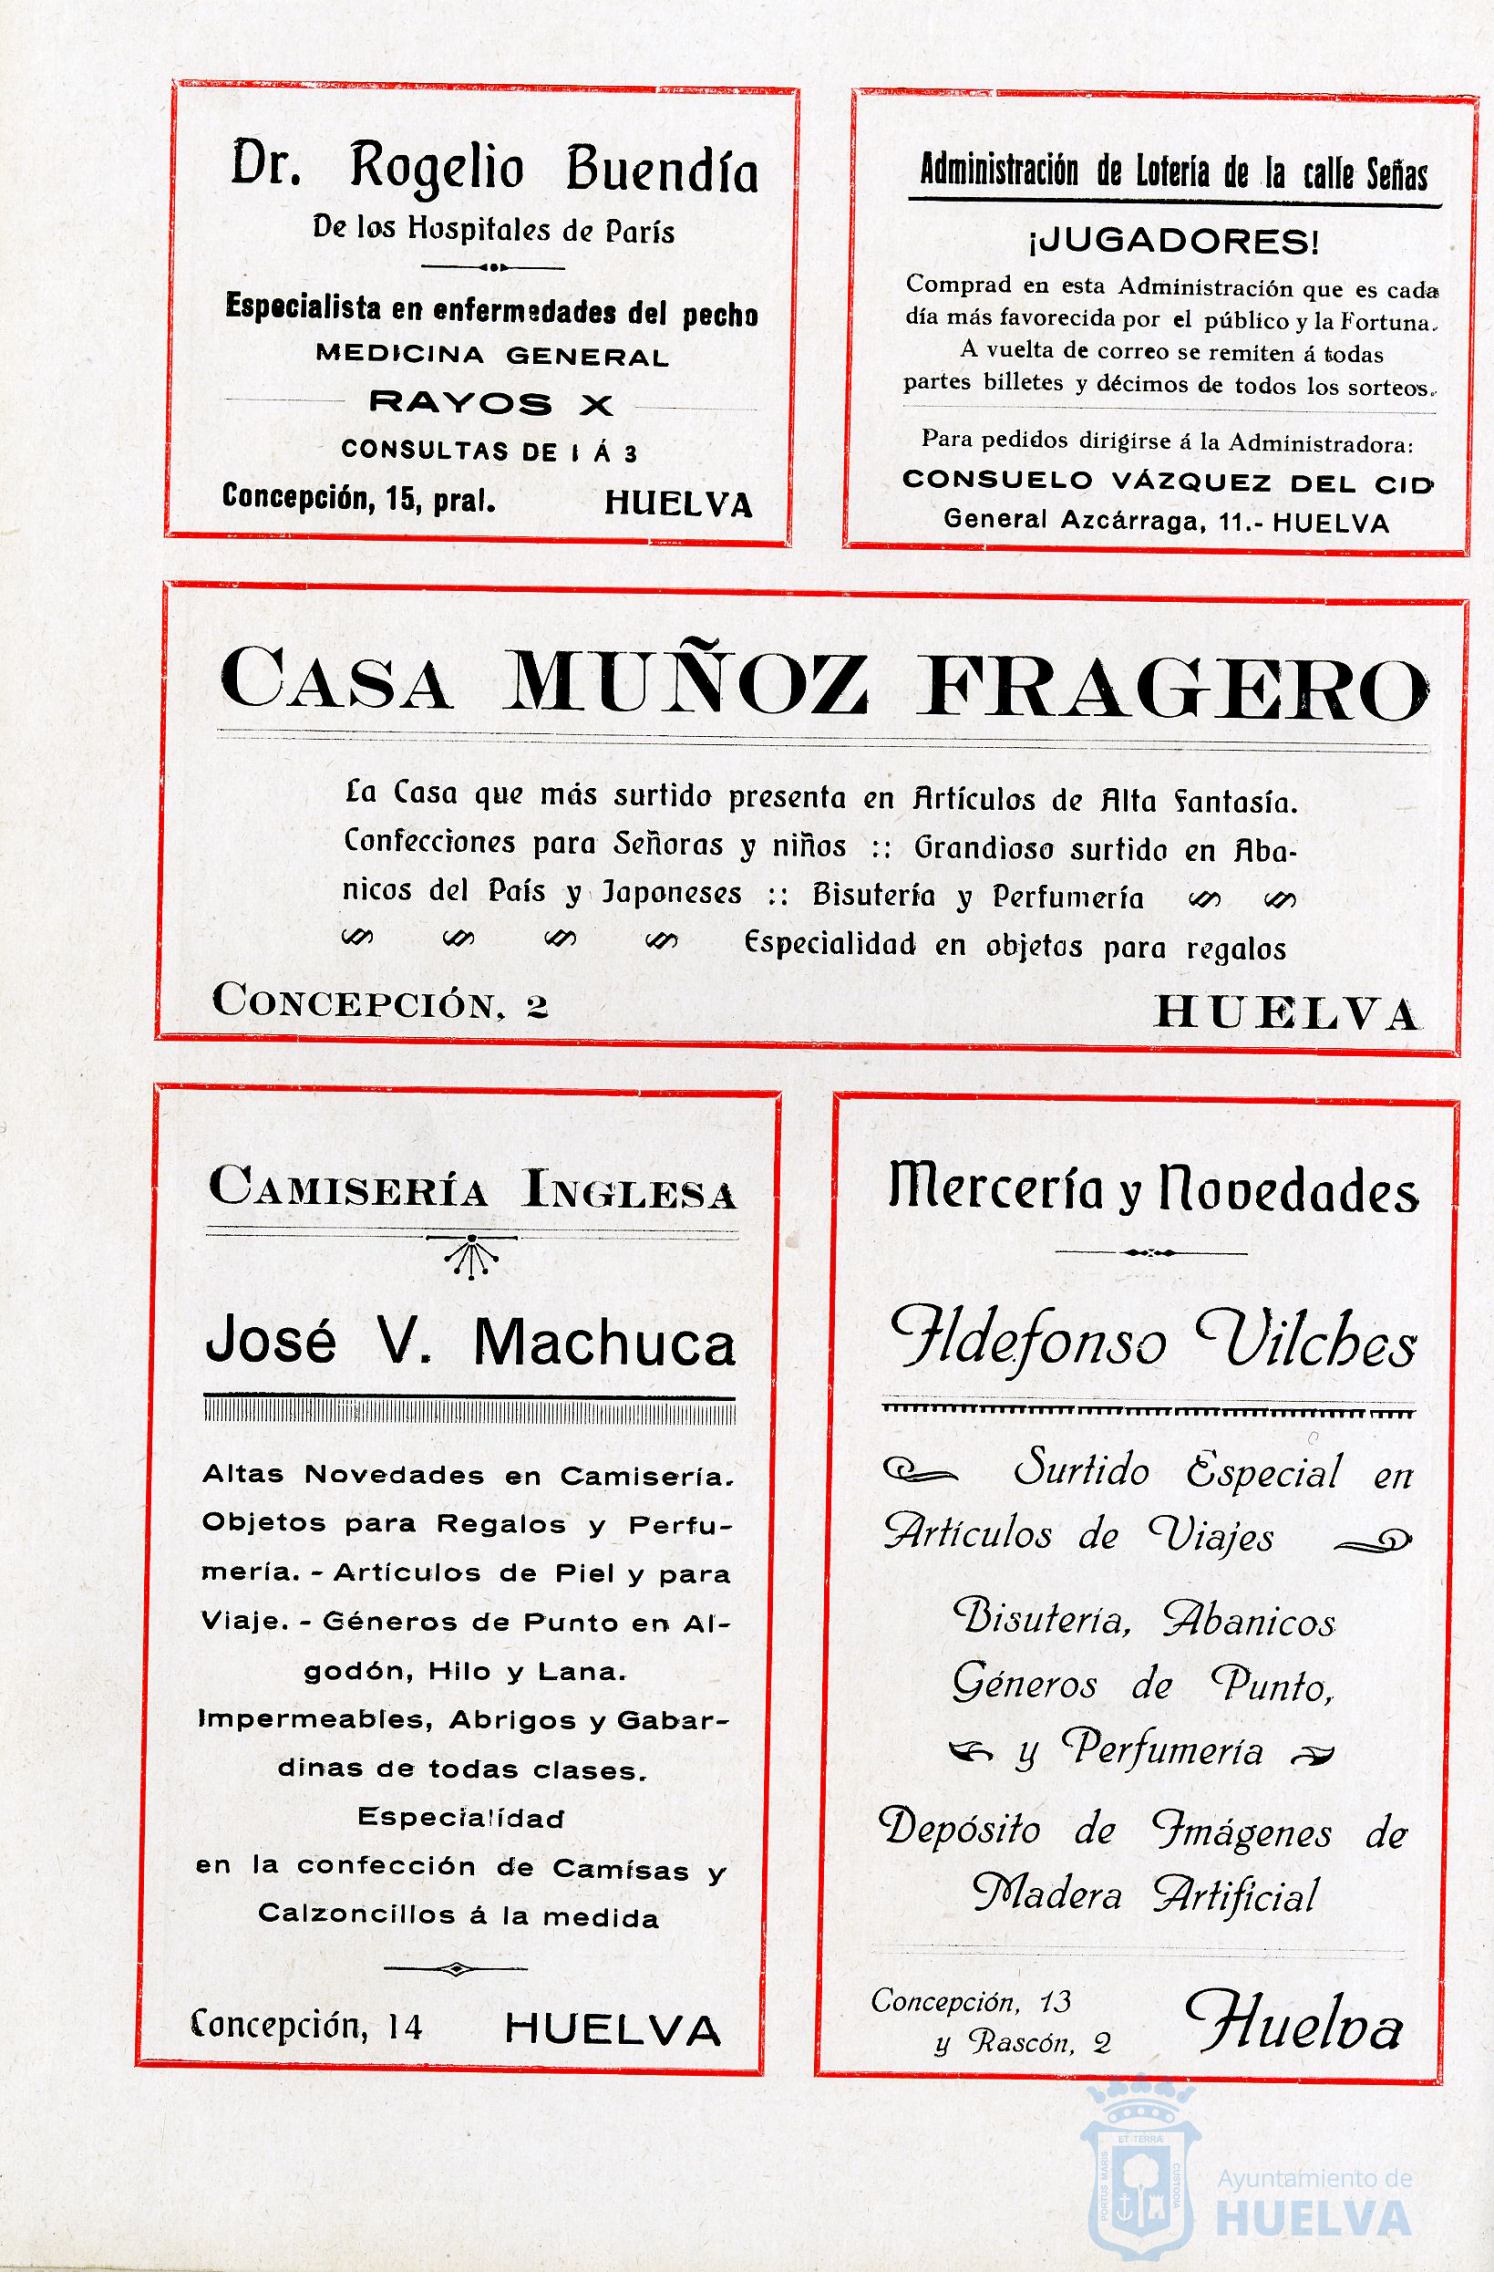 Dr. Rogelio Buendía
De los Hospitales de París
Especialista en enfermedades del pecho
MEDICINA GENERAL
RAYOS X
CONSULTAS DE 1 Á 3
Concepción, 15, pral. HUELVA
Administración de Lotería de la calle Señas
¡JUGADORES!
Comprad en esta Administración que es cada
día más favorecida por el público y la Fortuna.
A vuelta de correo se remiten á todas
partes billetes y décimos de todos los sorteos.
Para pedidos dirigirse á la Administradora:
CONSUELO VÁZQUEZ DEL CID
General Azcárraga, 11.- HUELVA
CASA MUÑOZ FRAGERO
La Casa que más surtido presenta en Artículos de Alta Fantasía.
Confecciones para Señoras y niños :: Grandioso surtido en Aba-
nicos del País y Japoneses :: Bisutería y Perfumería
Especialidad en objetos para regalos
CONCEPCIÓN, 2 HUELVA
CAMISERÍA INGLESA
José V. Machuca
Altas Novedades en Camisería.
Objetos para Regalos y Perfu-
mería. - Artículos de Piel y para
Viaje. - Géneros de Punto en Al-
godón, Hilo y Lana.
Impermeables, Abrigos y Gabar-
dinas de todas clases.
Especialídad
en la confección de Camísas y
Calzoncillos á la medida
Concepción, 14 HUELVA
Mercería y Novedades
Ildefonso Vilches
Surtido Especial en
Artículos de Viajes
Bisutería, Abanicos
Géneros de Punto,
y Perfumería
Depósito de Imágenes de
Madera Artificial
Concepción, 13
y Rascón, 2
Huelva
ET TERRÆ
PORTUS MARIS
CUSTODIA
Ayuntamiento de
HUELVA